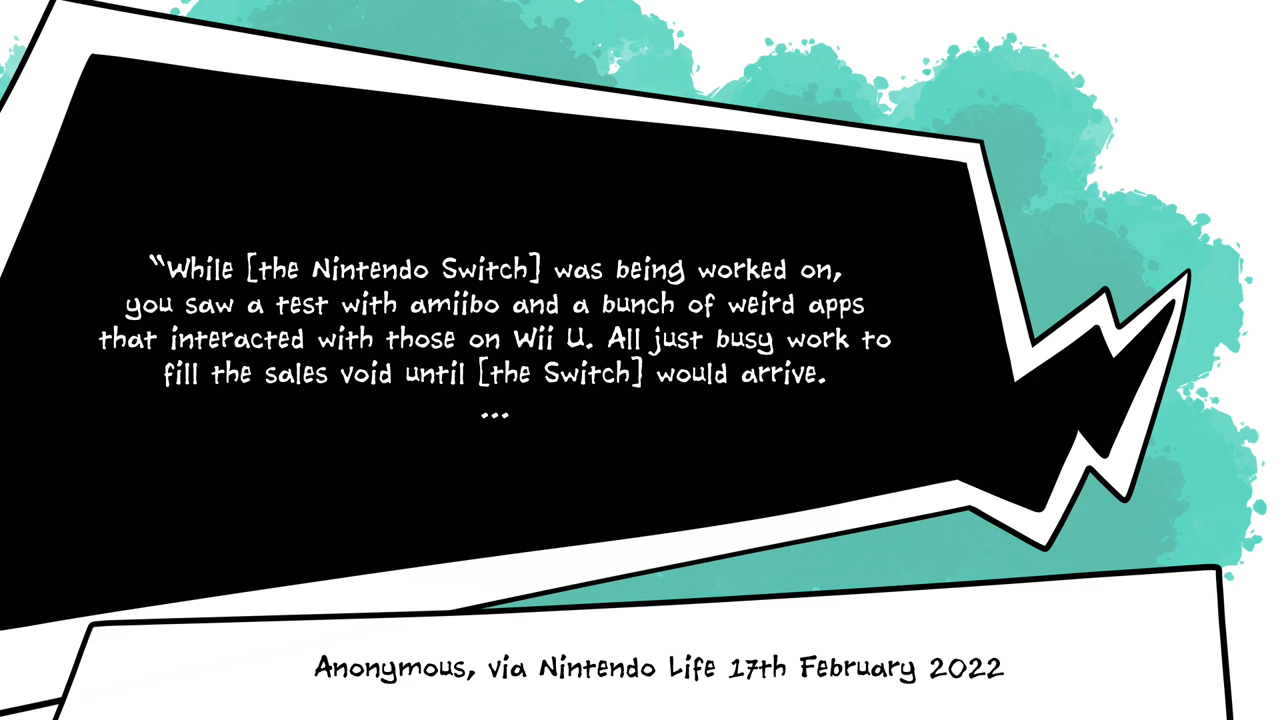 “While [the Nintendo Switch] was being worked on,
you saw a test with amiibo and a bunch of weird apps
that interacted with those on Wii U. All just busy work to
fill the sales void until [the Switch] would arrive.
...
Anonymous, via Nintendo Life 17th February 2022